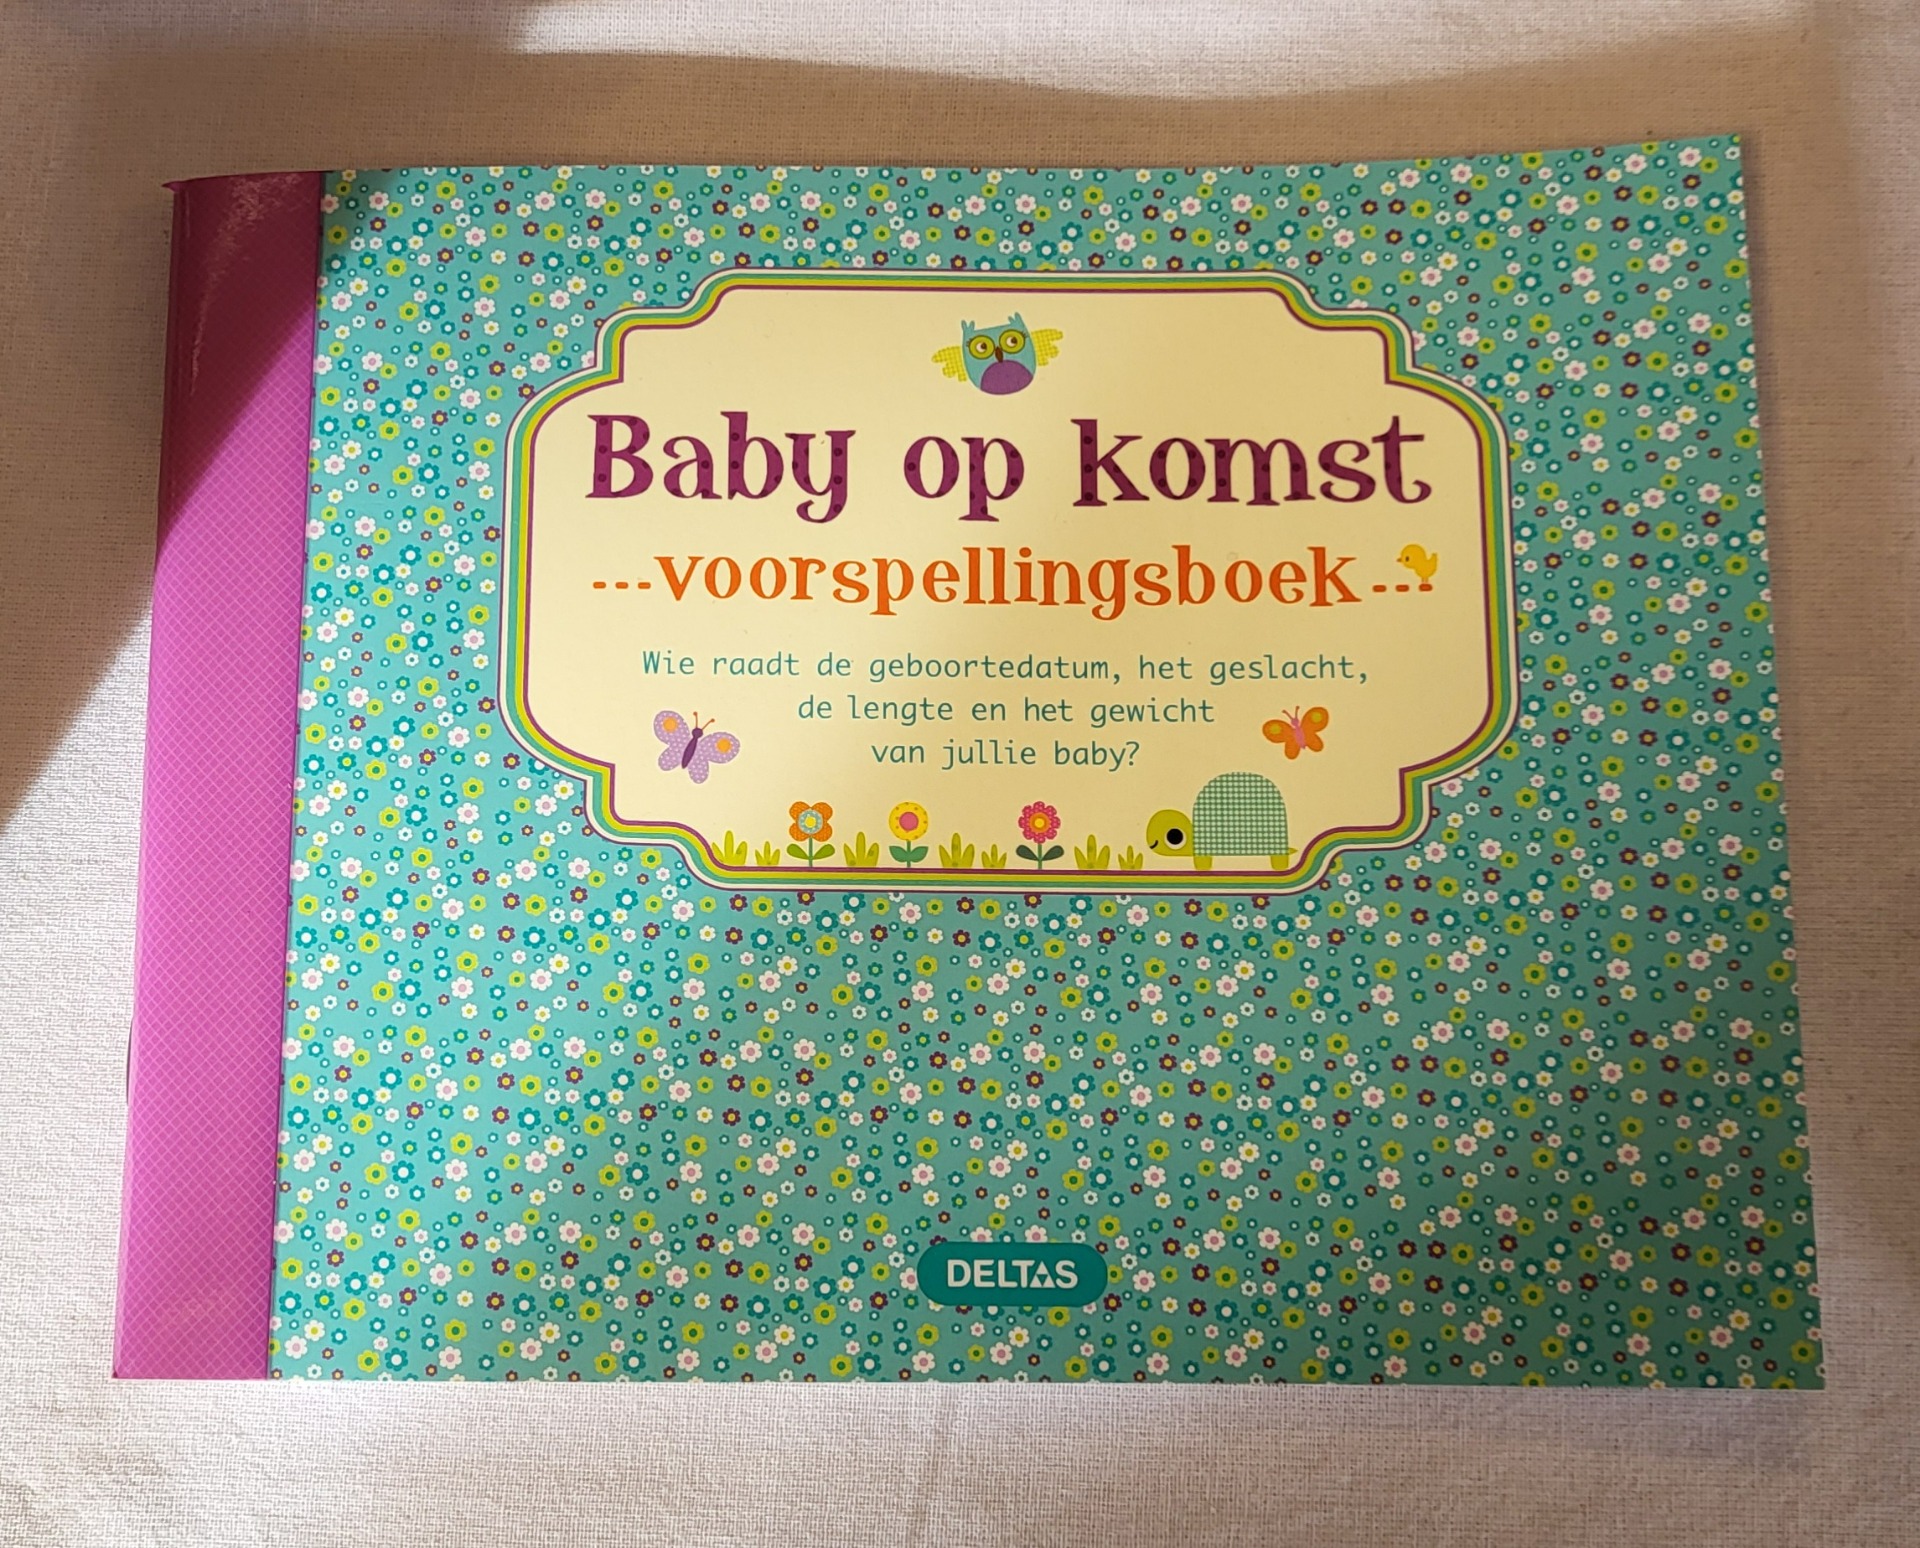 Baby op komst
...voorspellingsboek...
Wie raadt de geboortedatum, het geslacht,
de lengte en het gewicht
van jullie baby?
DELTAS